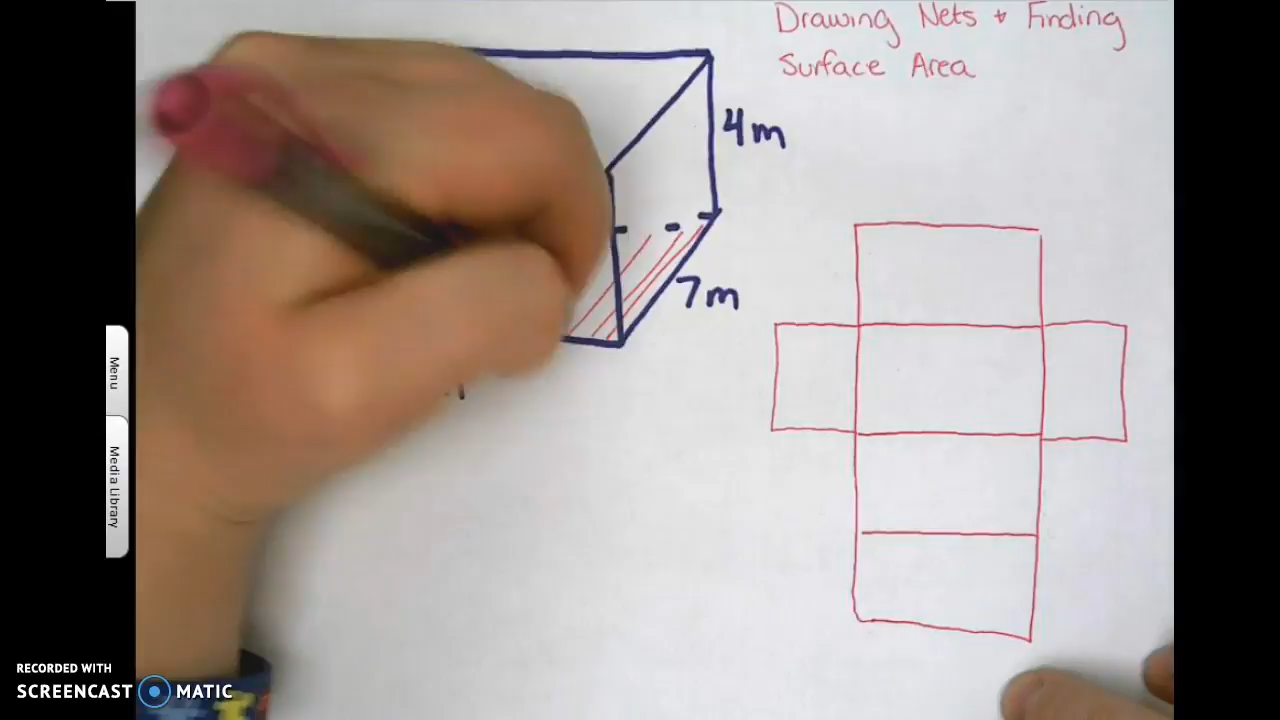 Drawing Nets + Finding
Surface Area
4m
7m
Menu
Media Library
RECORDED WITH
SCREENCAST MATIC